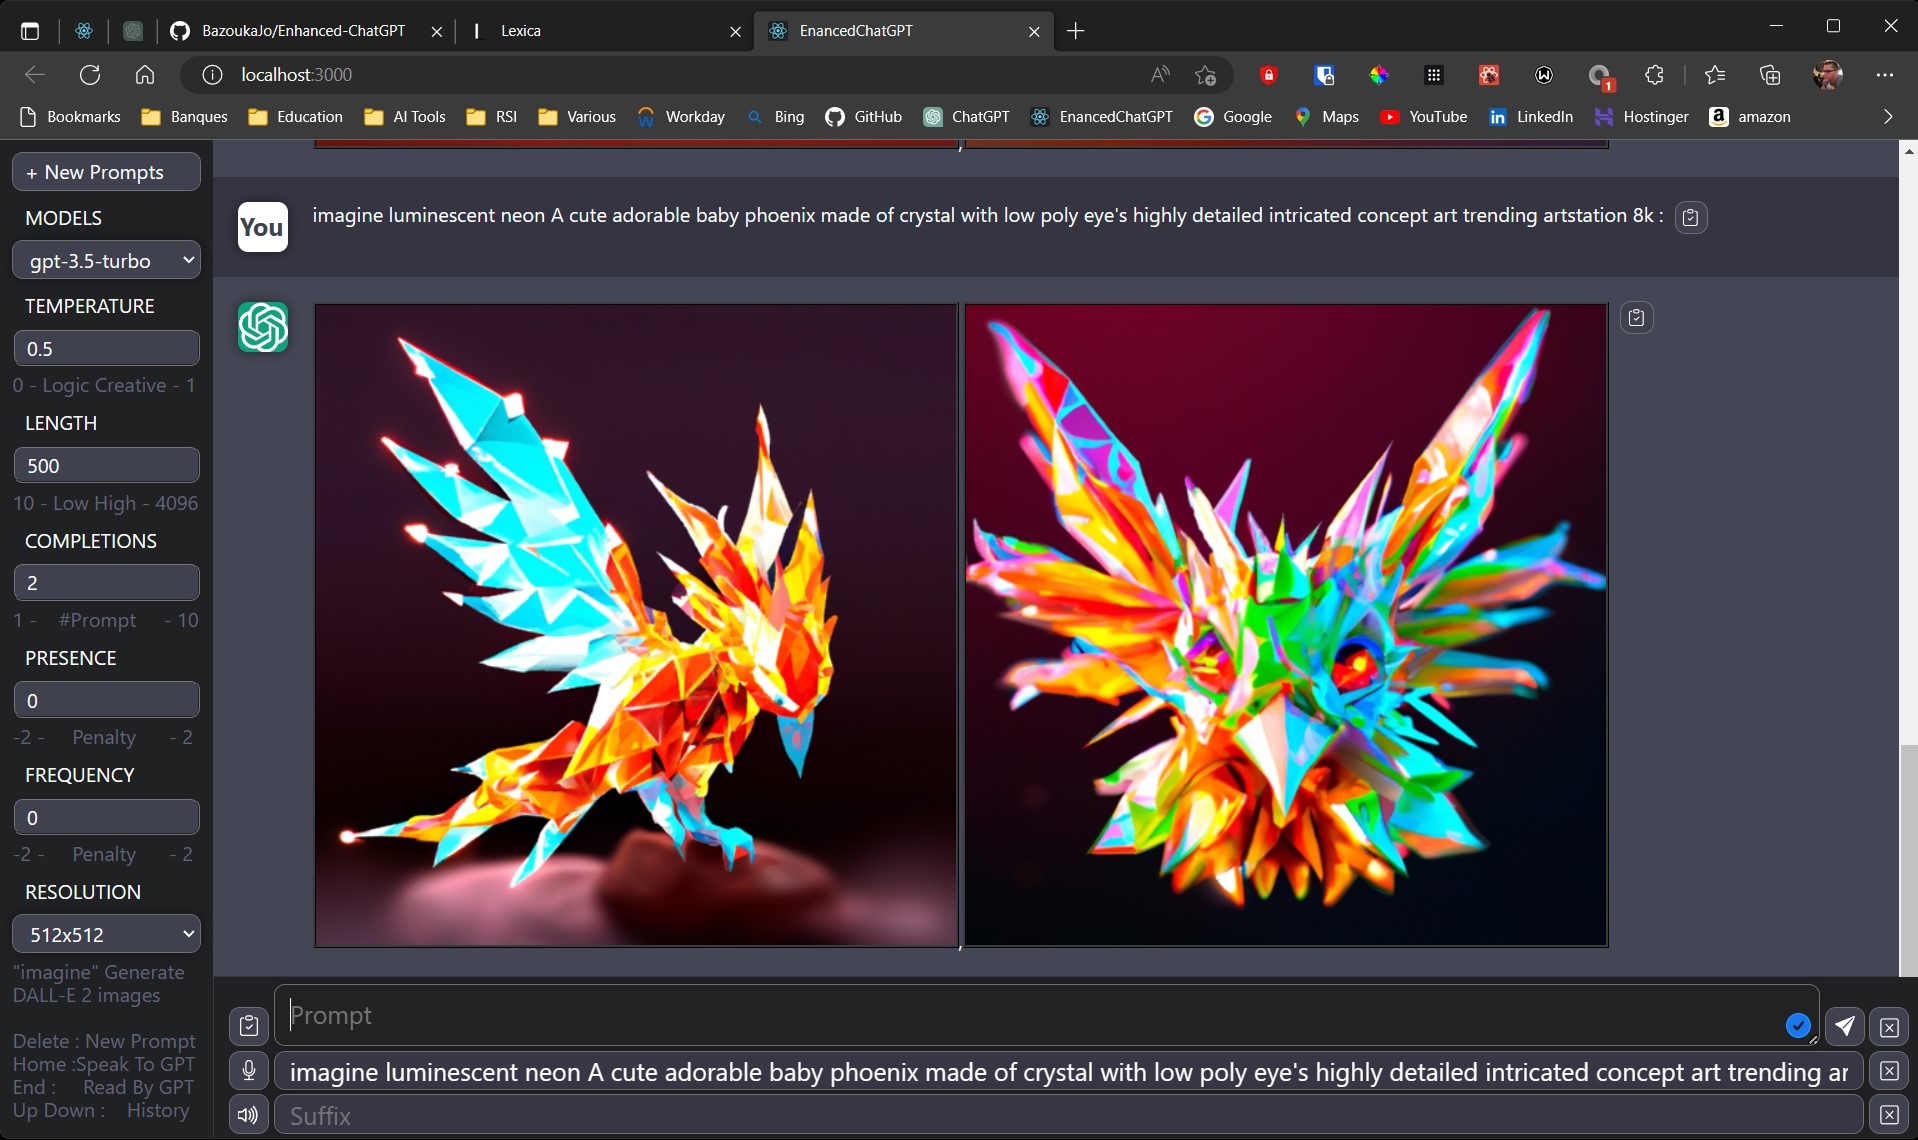 BazoukaJo/Enhanced-ChatGPT
Lexica
EnancedChatGPT
localhost:3000
1
Bookmarks
Banques
Education
AI Tools
RSI
Various
Workday
Bing
GitHub
ChatGPT
EnancedChatGPT
Google
Maps
YouTube
LinkedIn
Hostinger
amazon
+ New Prompts
MODELS
gpt-3.5-turbo
TEMPERATURE
0.5
0 - Logic Creative - 1
LENGTH
500
10 - Low High - 4096
COMPLETIONS
2
1 - #Prompt - 10
PRESENCE
0
-2 - Penalty - 2
FREQUENCY
0
-2 - Penalty - 2
RESOLUTION
512x512
"imagine" Generate
DALL-E 2 images
Delete : New Prompt
Home :Speak To GPT
End : Read By GPT
Up Down : History
,
You
imagine luminescent neon A cute adorable baby phoenix made of crystal with low poly eye's highly detailed intricated concept art trending artstation 8k :
,
Prompt
imagine luminescent neon A cute adorable baby phoenix made of crystal with low poly eye's highly detailed intricated concept art trending ar
Suffix